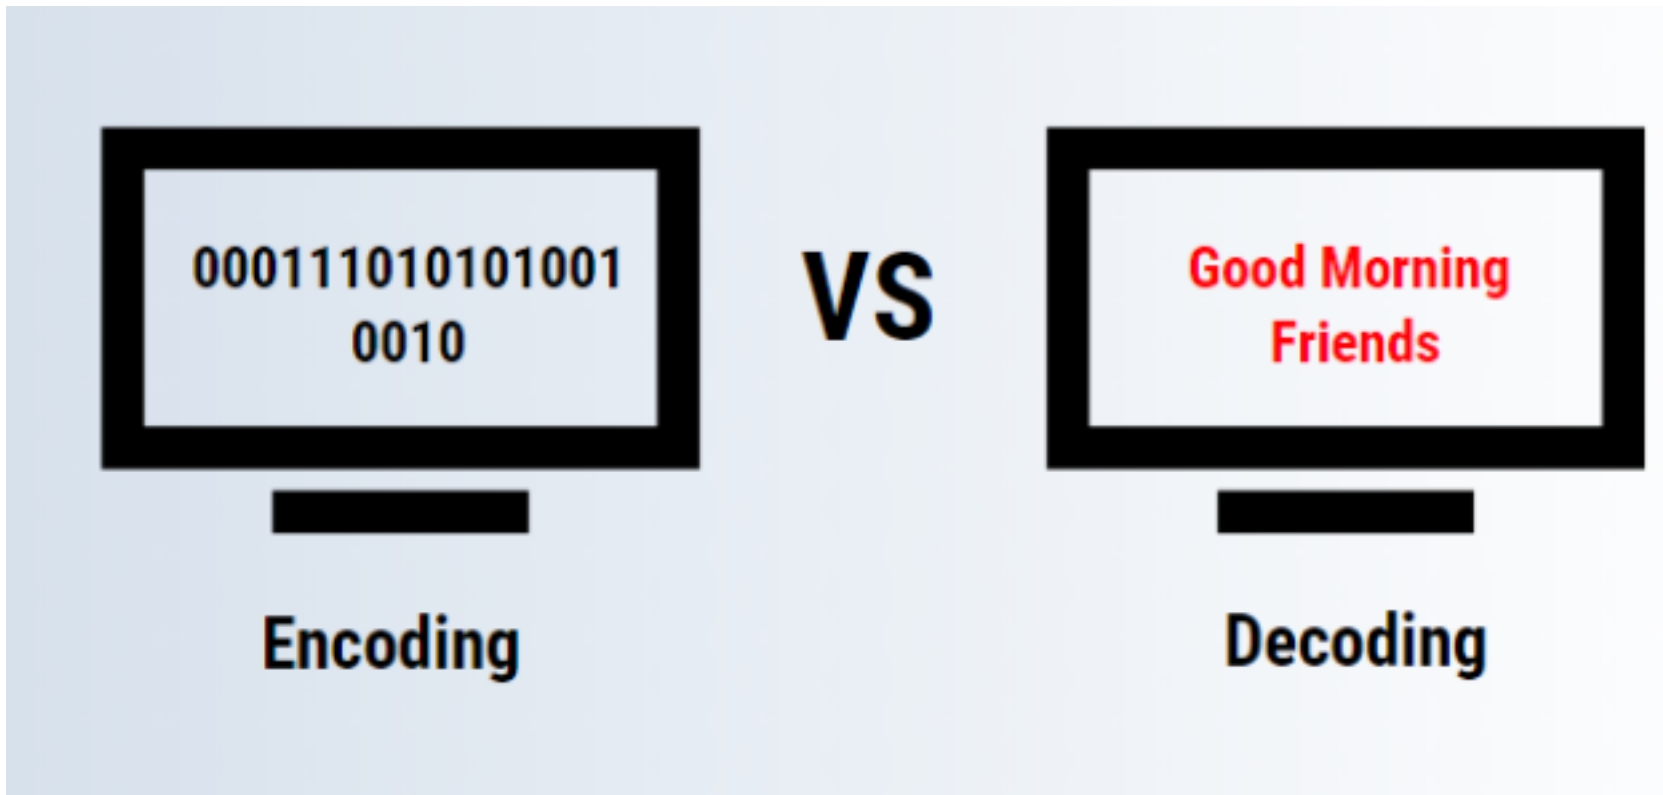 000111010101001
0010
VS
Good Morning
Friends
Encoding
Decoding